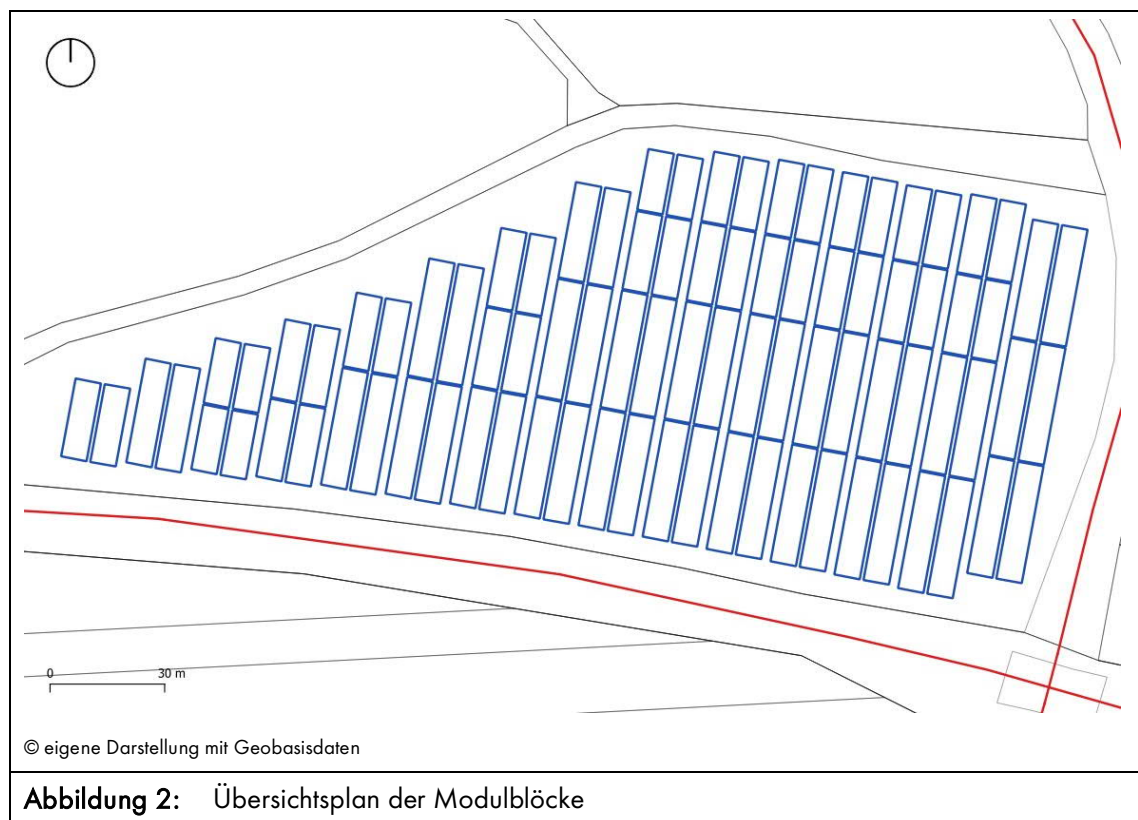 0 30 m
© eigene Darstellung mit Geobasisdaten
Abbildung 2: Übersichtsplan der Modulblöcke